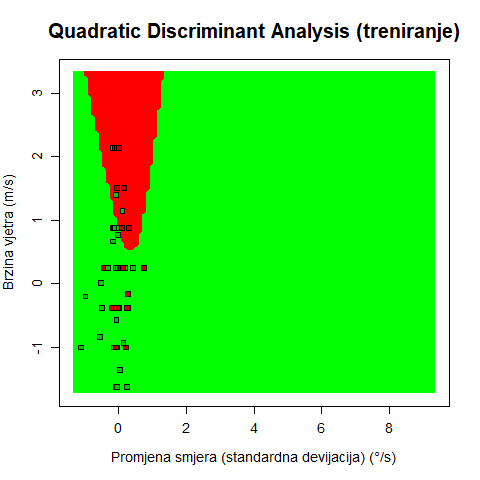 Quadratic Discriminant Analysis (treniranje)
3
2
1
0
-1
Brzina vjetra (m/s)
0 2 4 6 8
Promjena smjera (standardna devijacija) (°/s)